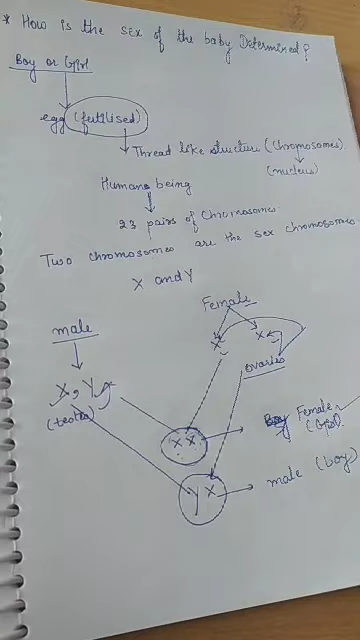 * How is the sex of the baby Determined?
Boy or Girl
egg (fertilised)
Thread like structure (chromosomes)
(nucleus)
Humans being
23 pairs of chromosomes.
Two chromosomes are the sex chromosomes
X and Y
Female
male
X X
ovaries
X, Y
(testes)
X X
Female
(Girl)
Y X
male (boy)